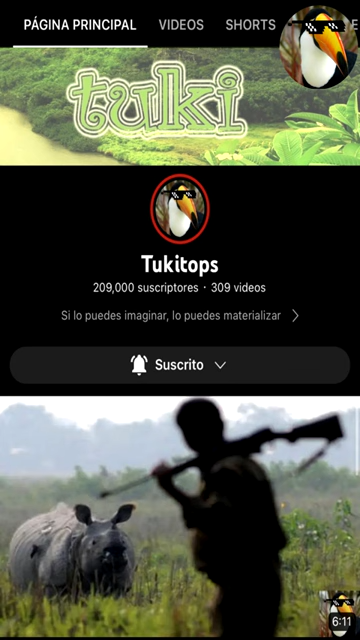 PÁGINA PRINCIPAL VIDEOS SHORTS
tuki
Tukitops
209,000 suscriptores · 309 videos
Si lo puedes imaginar, lo puedes materializar
Suscrito
6:11